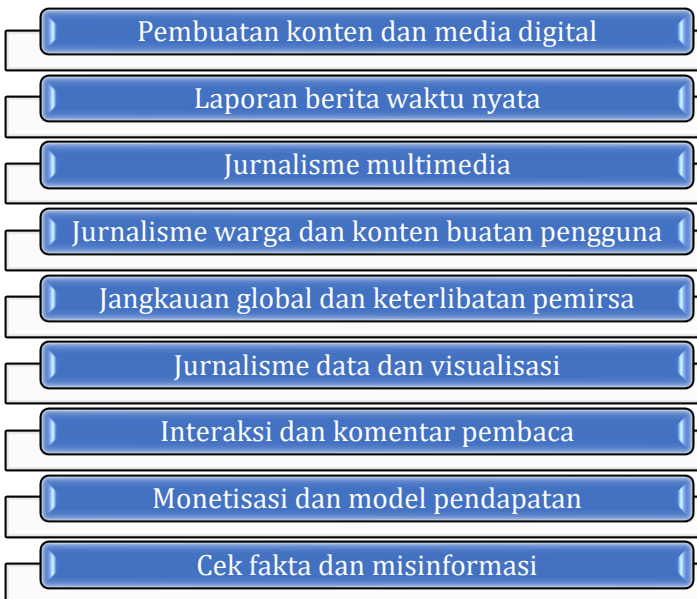 Pembuatan konten dan media digital
Laporan berita waktu nyata
Jurnalisme multimedia
Jurnalisme warga dan konten buatan pengguna
Jangkauan global dan keterlibatan pemirsa
Jurnalisme data dan visualisasi
Interaksi dan komentar pembaca
Monetisasi dan model pendapatan
Cek fakta dan misinformasi